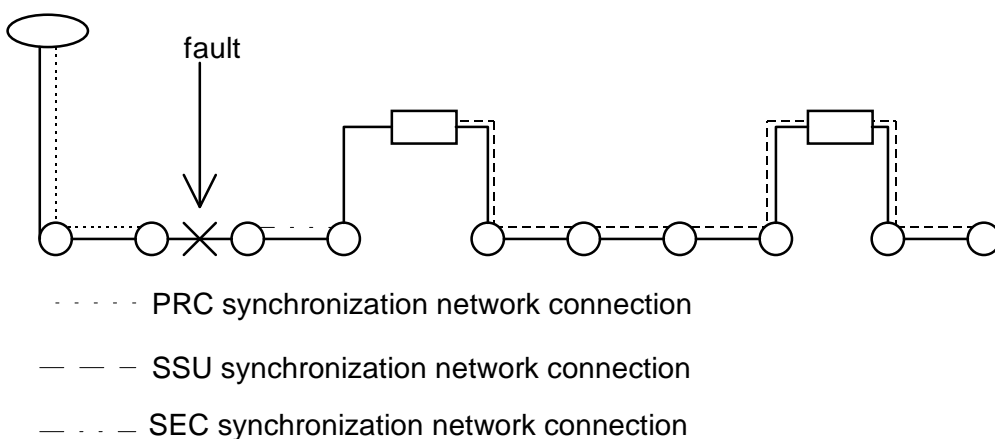 fault
PRC synchronization network connection
SSU synchronization network connection
SEC synchronization network connection